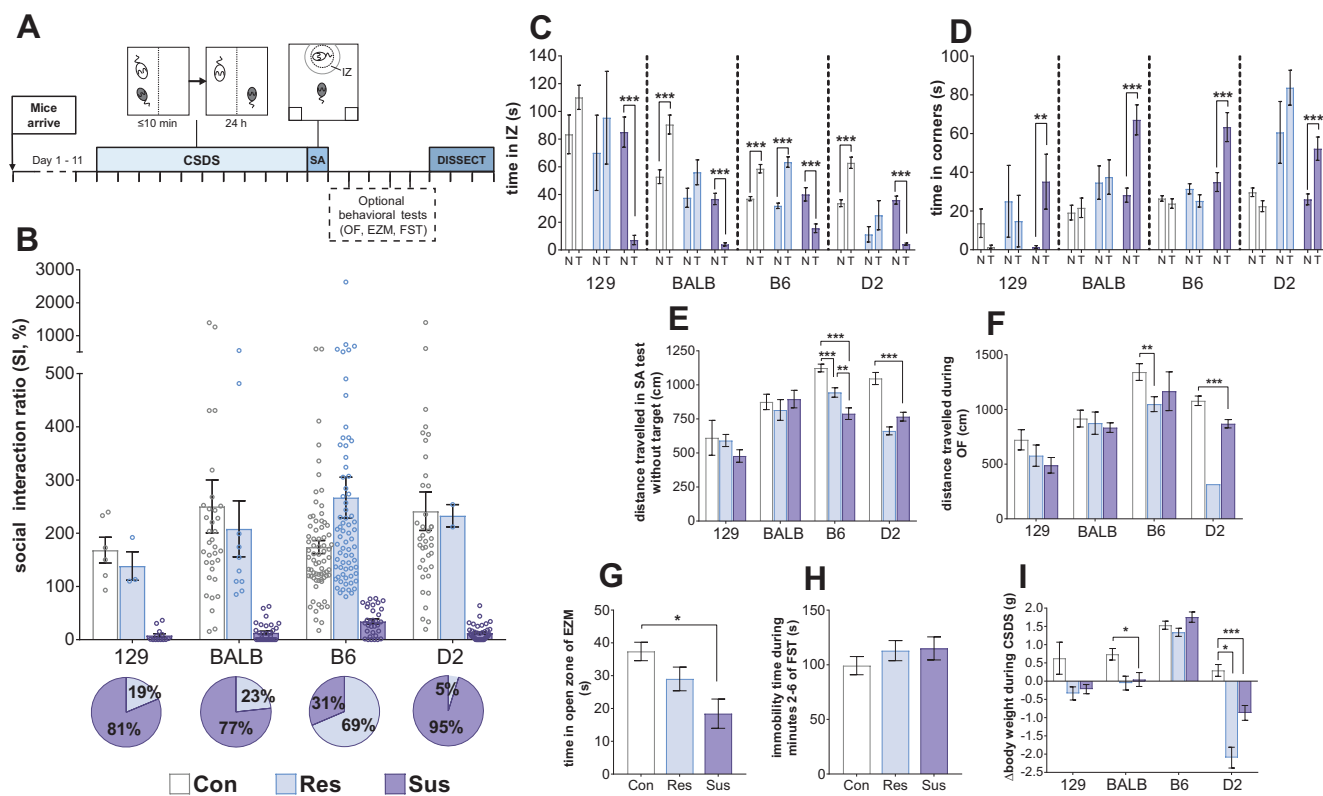 A
IZ
≤10 min
24 h
Mice
arrive
Day 1 - 11
CSDS
SA
DISSECT
Optional
behavioral tests
(OF, EZM, FST)
B
social interaction ratio (SI, %)
3000
2000
1000
500
400
300
200
100
0
129
BALB
B6
D2
19%
81%
23%
77%
31%
69%
5%
95%
Con
Res
Sus
C
time in IZ (s)
140
120
100
80
60
40
20
0
***
***
***
***
***
***
***
***
N T N T N T
N T N T N T
N T N T N T
N T N T N T
129
BALB
B6
D2
D
time in corners (s)
100
80
60
40
20
0
**
***
***
***
N T N T N T
N T N T N T
N T N T N T
N T N T N T
129
BALB
B6
D2
E
distance travelled in SA test
without target (cm)
1250
1000
750
500
250
0
***
***
**
***
129
BALB
B6
D2
F
distance travelled during
OF (cm)
1500
1000
500
0
**
***
129
BALB
B6
D2
G
time in open zone of EZM
(s)
50
40
30
20
10
0
*
Con
Res
Sus
H
immobility time during
minutes 2 -6 of FST (s)
150
100
50
0
Con
Res
Sus
I
Δbody weight during CSDS (g)
2.0
1.5
1.0
0.5
0.0
-0.5
-1.0
-1.5
-2.0
-2.5
*
***
*
129
BALB
B6
D2